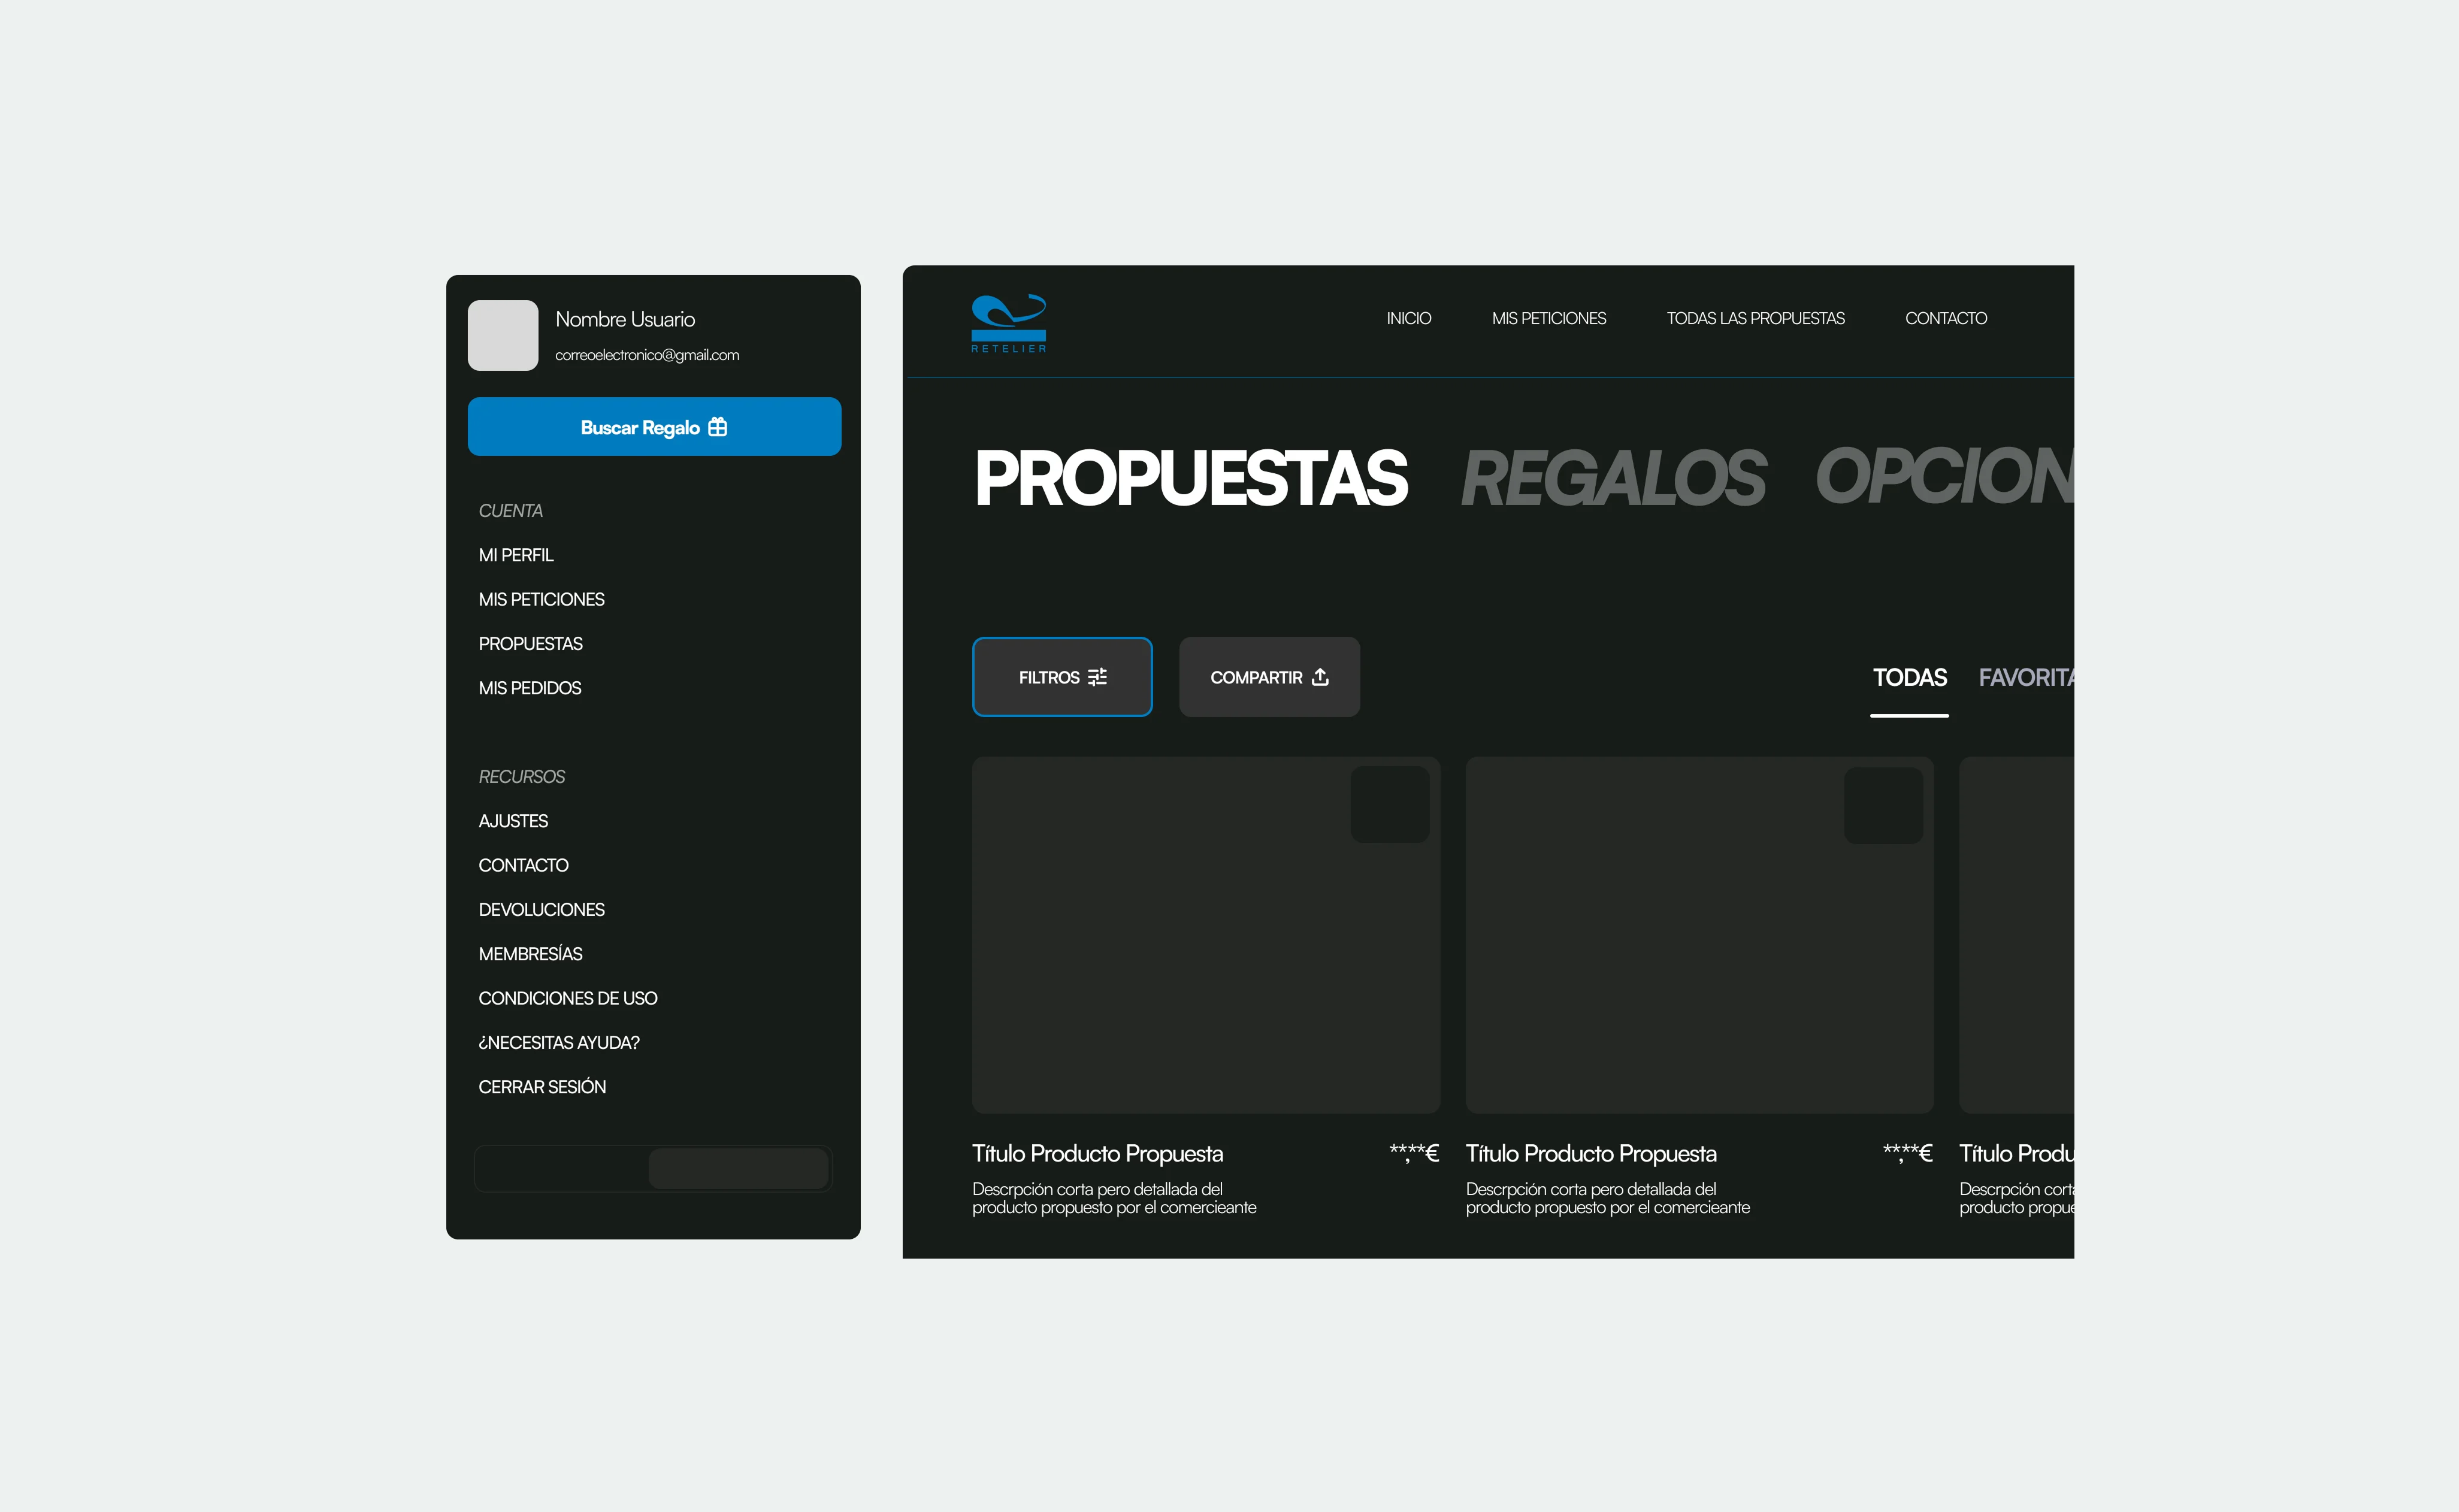 Nombre Usuario
correoelectronico@gmail.com
Buscar Regalo
CUENTA
MI PERFIL
MIS PETICIONES
PROPUESTAS
MIS PEDIDOS
RECURSOS
AJUSTES
CONTACTO
DEVOLUCIONES
MEMBRESÍAS
CONDICIONES DE USO
¿NECESITAS AYUDA?
CERRAR SESIÓN
RETELIER
INICIO MIS PETICIONES TODAS LAS PROPUESTAS CONTACTO
PROPUESTAS REGALOS OPCION
FILTROS COMPARTIR TODAS FAVORITA
Título Producto Propuesta **,**€
Descrpción corta pero detallada del
producto propuesto por el comercieante
Título Producto Propuesta **,**€
Descrpción corta pero detallada del
producto propuesto por el comercieante
Título Produ
Descrpción corta
producto propue